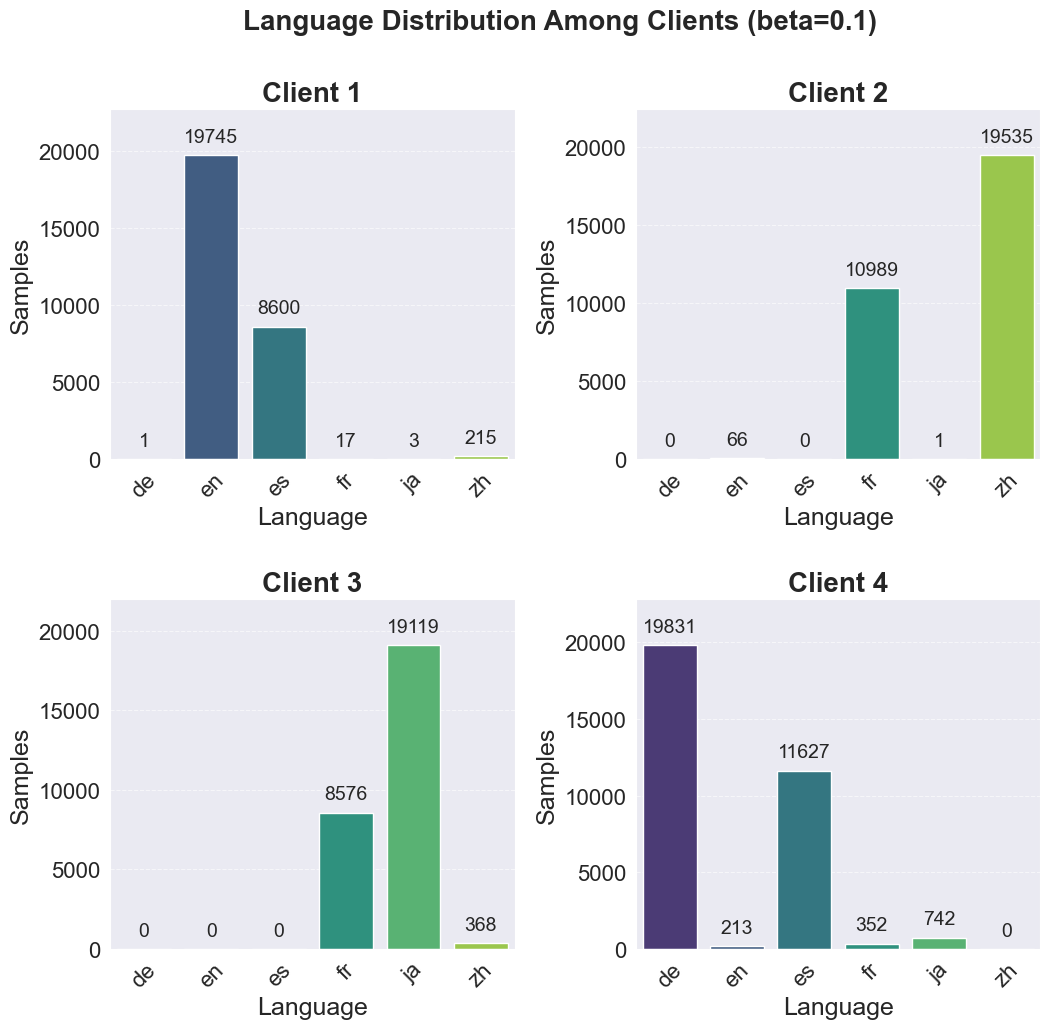 Language Distribution Among Clients (beta=0.1)
Client 1
Samples
20000
15000
10000
5000
0
1
19745
8600
17
3
215
de
en
es
fr
ja
zh
Language
Client 2
Samples
20000
15000
10000
5000
0
0
66
0
10989
1
19535
de
en
es
fr
ja
zh
Language
Client 3
Samples
20000
15000
10000
5000
0
0
0
0
8576
19119
368
de
en
es
fr
ja
zh
Language
Client 4
Samples
20000
15000
10000
5000
0
19831
213
11627
352
742
0
de
en
es
fr
ja
zh
Language